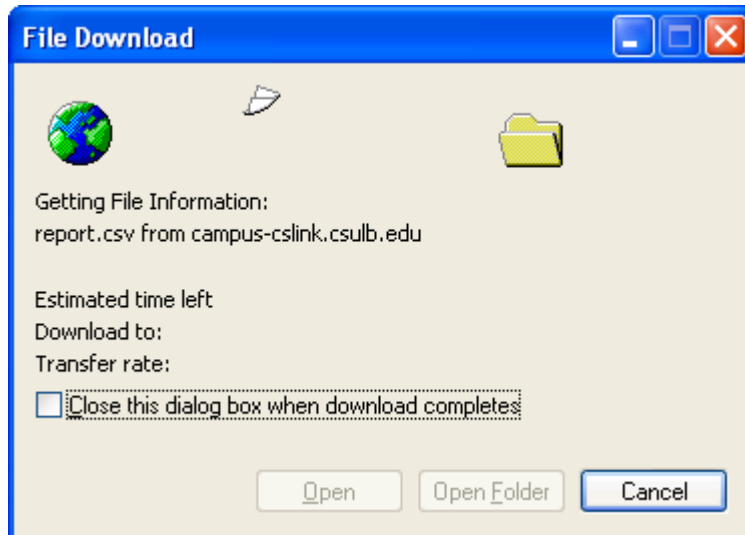 File Download
Getting File Information:
report.csv from campus-cslink.csulb.edu
Estimated time left
Download to:
Transfer rate:
Close this dialog box when download completes
Open
Open Folder
Cancel